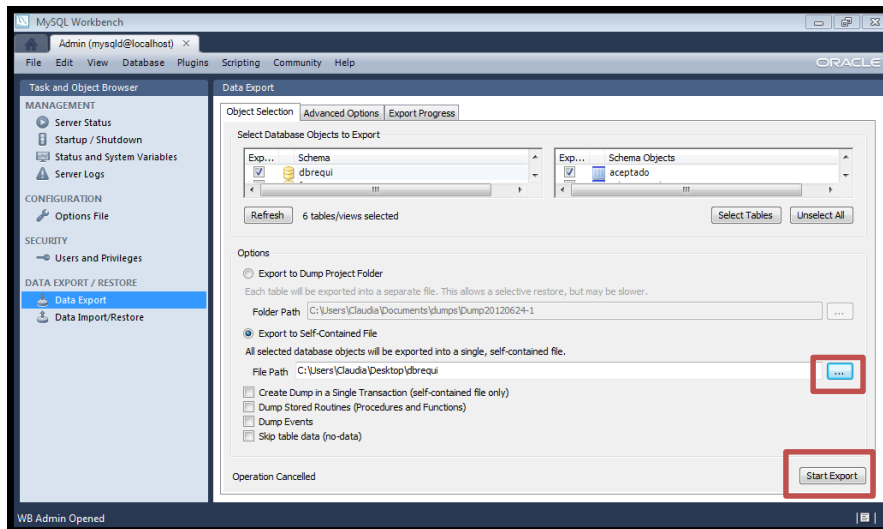 MySQL Workbench
Admin (mysqld@localhost)
File Edit View Database Plugins Scripting Community Help
ORACLE
Task and Object Browser
MANAGEMENT
Server Status
Startup / Shutdown
Status and System Variables
Server Logs
CONFIGURATION
Options File
SECURITY
Users and Privileges
DATA EXPORT / RESTORE
Data Export
Data Import/Restore
Data Export
Object Selection Advanced Options Export Progress
Select Database Objects to Export
Exp... Schema
dbrequi
Exp... Schema Objects
aceptado
Refresh 6 tables/views selected Select Tables Unselect All
Options
Export to Dump Project Folder
Each table will be exported into a separate file. This allows a selective restore, but may be slower.
Folder Path C:\Users\Claudia\Documents\dumps\Dump20120624-1 ...
Export to Self-Contained File
All selected database objects will be exported into a single, self-contained file.
File Path C:\Users\Claudia\Desktop\dbrequi ...
Create Dump in a Single Transaction (self-contained file only)
Dump Stored Routines (Procedures and Functions)
Dump Events
Skip table data (no-data)
Operation Cancelled Start Export
WB Admin Opened